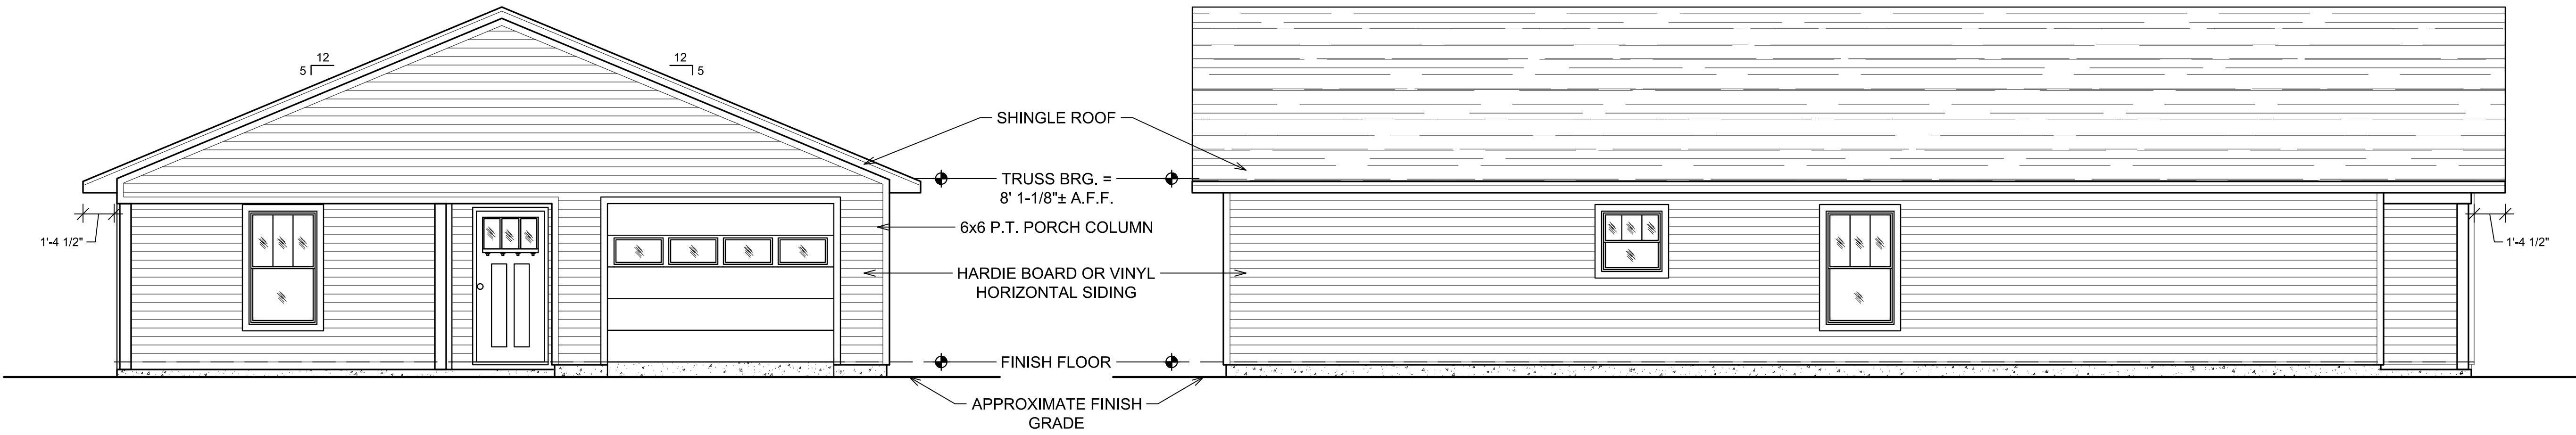 12
5
12
5
SHINGLE ROOF
TRUSS BRG. =
8' 1-1/8"± A.F.F.
1'-4 1/2"
6x6 P.T. PORCH COLUMN
1'-4 1/2"
HARDIE BOARD OR VINYL
HORIZONTAL SIDING
FINISH FLOOR
APPROXIMATE FINISH
GRADE